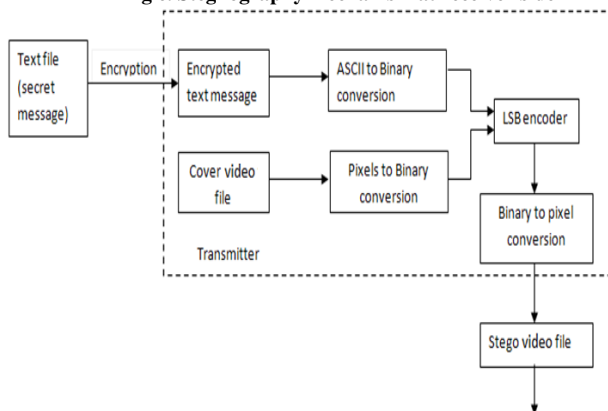 Text file
(secret
message)
Encryption
Encrypted
text message
ASCII to Binary
conversion
LSB encoder
Cover video
file
Pixels to Binary
conversion
Binary to pixel
conversion
Transmitter
Stego video file